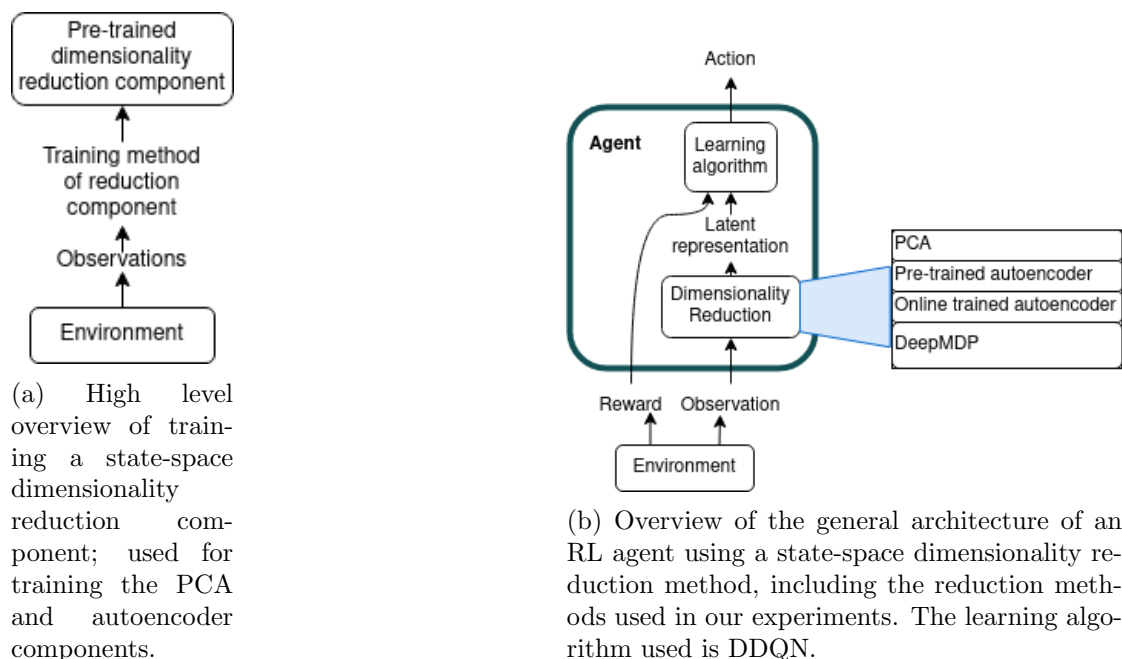 Pre-trained
dimensionality
reduction component
Training method
of reduction
component
Observations
Environment
(a) High level
overview of train-
ing a state-space
dimensionality
reduction com-
ponent; used for
training the PCA
and autoencoder
components.
Action
Agent
Learning
algorithm
Latent
representation
Dimensionality
Reduction
PCA
Pre-trained autoencoder
Online trained autoencoder
DeepMDP
Reward
Observation
Environment
(b) Overview of the general architecture of an
RL agent using a state-space dimensionality re-
duction method, including the reduction meth-
ods used in our experiments. The learning algo-
rithm used is DDQN.